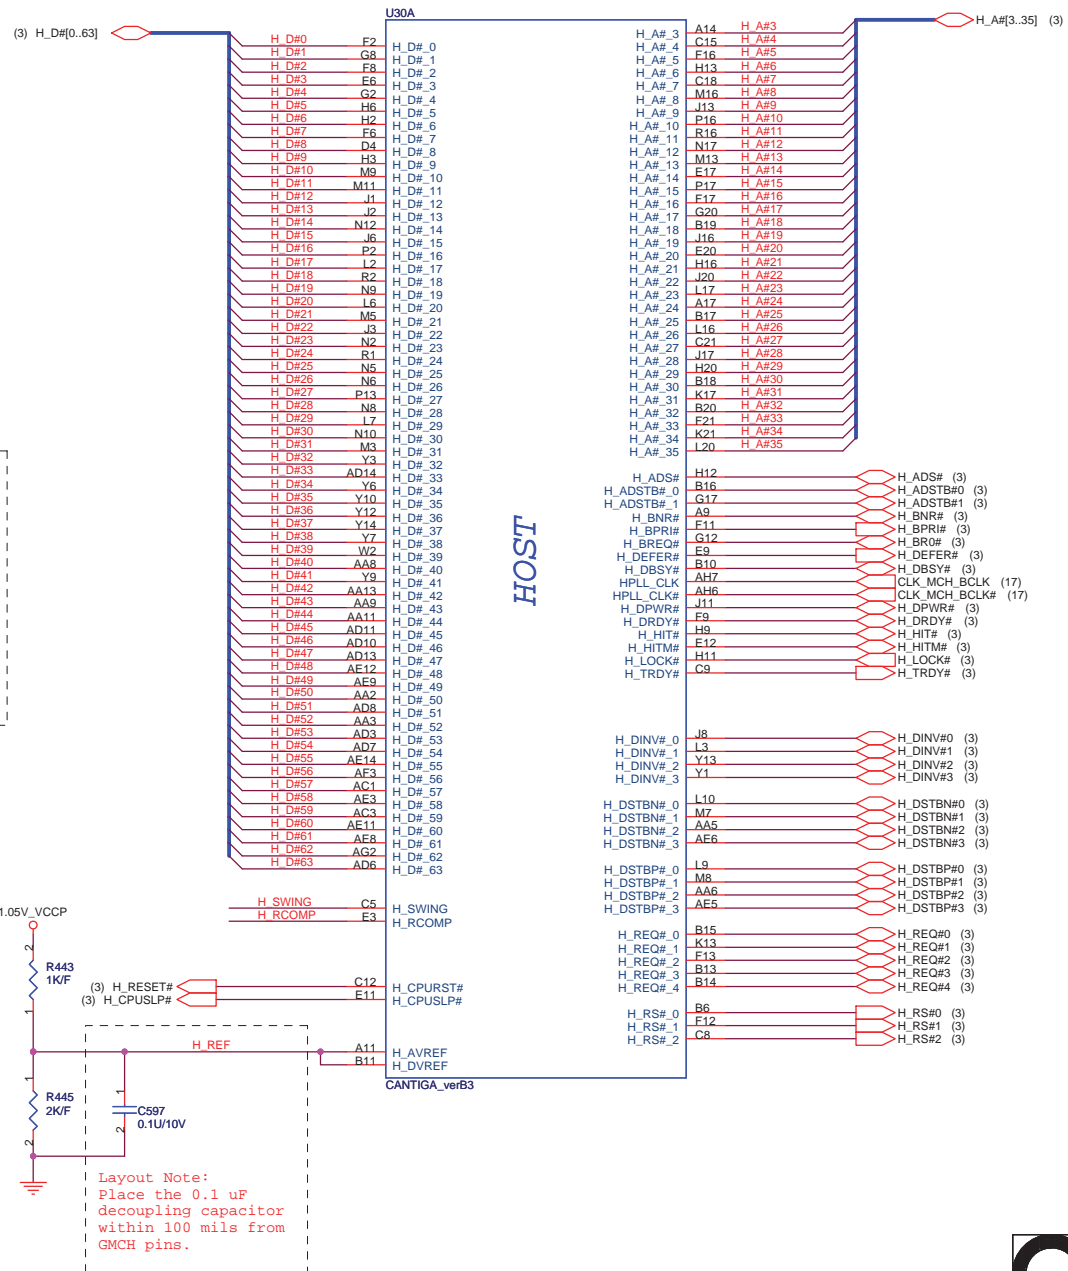 U30A
(3) H_D#[0..63]
H_A#[3..35] (3)
H_D#0 F2 H_D#_0
H_D#1 G8 H_D#_1
H_D#2 F8 H_D#_2
H_D#3 E6 H_D#_3
H_D#4 G2 H_D#_4
H_D#5 H6 H_D#_5
H_D#6 H2 H_D#_6
H_D#7 F6 H_D#_7
H_D#8 D4 H_D#_8
H_D#9 H3 H_D#_9
H_D#10 M9 H_D#_10
H_D#11 M11 H_D#_11
H_D#12 J1 H_D#_12
H_D#13 J2 H_D#_13
H_D#14 N12 H_D#_14
H_D#15 J6 H_D#_15
H_D#16 P2 H_D#_16
H_D#17 L2 H_D#_17
H_D#18 R2 H_D#_18
H_D#19 N9 H_D#_19
H_D#20 L6 H_D#_20
H_D#21 M5 H_D#_21
H_D#22 J3 H_D#_22
H_D#23 N2 H_D#_23
H_D#24 R1 H_D#_24
H_D#25 N5 H_D#_25
H_D#26 N6 H_D#_26
H_D#27 P13 H_D#_27
H_D#28 N8 H_D#_28
H_D#29 L7 H_D#_29
H_D#30 N10 H_D#_30
H_D#31 M3 H_D#_31
H_D#32 Y3 H_D#_32
H_D#33 AD14 H_D#_33
H_D#34 Y6 H_D#_34
H_D#35 Y10 H_D#_35
H_D#36 Y12 H_D#_36
H_D#37 Y14 H_D#_37
H_D#38 Y7 H_D#_38
H_D#39 W2 H_D#_39
H_D#40 AA8 H_D#_40
H_D#41 Y9 H_D#_41
H_D#42 AA13 H_D#_42
H_D#43 AA9 H_D#_43
H_D#44 AA11 H_D#_44
H_D#45 AD11 H_D#_45
H_D#46 AD10 H_D#_46
H_D#47 AD13 H_D#_47
H_D#48 AE12 H_D#_48
H_D#49 AE9 H_D#_49
H_D#50 AA2 H_D#_50
H_D#51 AD8 H_D#_51
H_D#52 AA3 H_D#_52
H_D#53 AD3 H_D#_53
H_D#54 AD7 H_D#_54
H_D#55 AE14 H_D#_55
H_D#56 AF3 H_D#_56
H_D#57 AC1 H_D#_57
H_D#58 AE3 H_D#_58
H_D#59 AC3 H_D#_59
H_D#60 AE11 H_D#_60
H_D#61 AE8 H_D#_61
H_D#62 AG2 H_D#_62
H_D#63 AD6 H_D#_63
H_SWING C5 H_SWING
H_RCOMP E3 H_RCOMP
(3) H_RESET# C12 H_CPURST#
(3) H_CPUSLP# E11 H_CPUSLP#
H_REF A11 H_AVREF
B11 H_DVREF
HOST
H_A#_3 A14 H_A#3
H_A#_4 C15 H_A#4
H_A#_5 F16 H_A#5
H_A#_6 H13 H_A#6
H_A#_7 C18 H_A#7
H_A#_8 M16 H_A#8
H_A#_9 J13 H_A#9
H_A#_10 P16 H_A#10
H_A#_11 R16 H_A#11
H_A#_12 N17 H_A#12
H_A#_13 M13 H_A#13
H_A#_14 E17 H_A#14
H_A#_15 P17 H_A#15
H_A#_16 F17 H_A#16
H_A#_17 G20 H_A#17
H_A#_18 B19 H_A#18
H_A#_19 J16 H_A#19
H_A#_20 E20 H_A#20
H_A#_21 H16 H_A#21
H_A#_22 J20 H_A#22
H_A#_23 L17 H_A#23
H_A#_24 A17 H_A#24
H_A#_25 B17 H_A#25
H_A#_26 L16 H_A#26
H_A#_27 C21 H_A#27
H_A#_28 J17 H_A#28
H_A#_29 H20 H_A#29
H_A#_30 B18 H_A#30
H_A#_31 K17 H_A#31
H_A#_32 B20 H_A#32
H_A#_33 F21 H_A#33
H_A#_34 K21 H_A#34
H_A#_35 L20 H_A#35
H_ADS# H12 H_ADS# (3)
H_ADSTB#_0 B16 H_ADSTB#0 (3)
H_ADSTB#_1 G17 H_ADSTB#1 (3)
H_BNR# A9 H_BNR# (3)
H_BPRI# F11 H_BPRI# (3)
H_BREQ# G12 H_BR0# (3)
H_DEFER# E9 H_DEFER# (3)
H_DBSY# B10 H_DBSY# (3)
HPLL_CLK AH7 CLK_MCH_BCLK (17)
HPLL_CLK# AH6 CLK_MCH_BCLK# (17)
H_DPWR# J11 H_DPWR# (3)
H_DRDY# F9 H_DRDY# (3)
H_HIT# H9 H_HIT# (3)
H_HITM# E12 H_HITM# (3)
H_LOCK# H11 H_LOCK# (3)
H_TRDY# C9 H_TRDY# (3)
H_DINV#_0 J8 H_DINV#0 (3)
H_DINV#_1 L3 H_DINV#1 (3)
H_DINV#_2 Y13 H_DINV#2 (3)
H_DINV#_3 Y1 H_DINV#3 (3)
H_DSTBN#_0 L10 H_DSTBN#0 (3)
H_DSTBN#_1 M7 H_DSTBN#1 (3)
H_DSTBN#_2 AA5 H_DSTBN#2 (3)
H_DSTBN#_3 AE6 H_DSTBN#3 (3)
H_DSTBP#_0 L9 H_DSTBP#0 (3)
H_DSTBP#_1 M8 H_DSTBP#1 (3)
H_DSTBP#_2 AA6 H_DSTBP#2 (3)
H_DSTBP#_3 AE5 H_DSTBP#3 (3)
H_REQ#_0 B15 H_REQ#0 (3)
H_REQ#_1 K13 H_REQ#1 (3)
H_REQ#_2 F13 H_REQ#2 (3)
H_REQ#_3 B13 H_REQ#3 (3)
H_REQ#_4 B14 H_REQ#4 (3)
H_RS#_0 B6 H_RS#0 (3)
H_RS#_1 F12 H_RS#1 (3)
H_RS#_2 C8 H_RS#2 (3)
CANTIGA_verB3
1.05V_VCCP
2
R443
1K/F
1
1
R445
2K/F
2
1
C597
0.1U/10V
2
Layout Note:
Place the 0.1 uF
decoupling capacitor
within 100 mils from
GMCH pins.